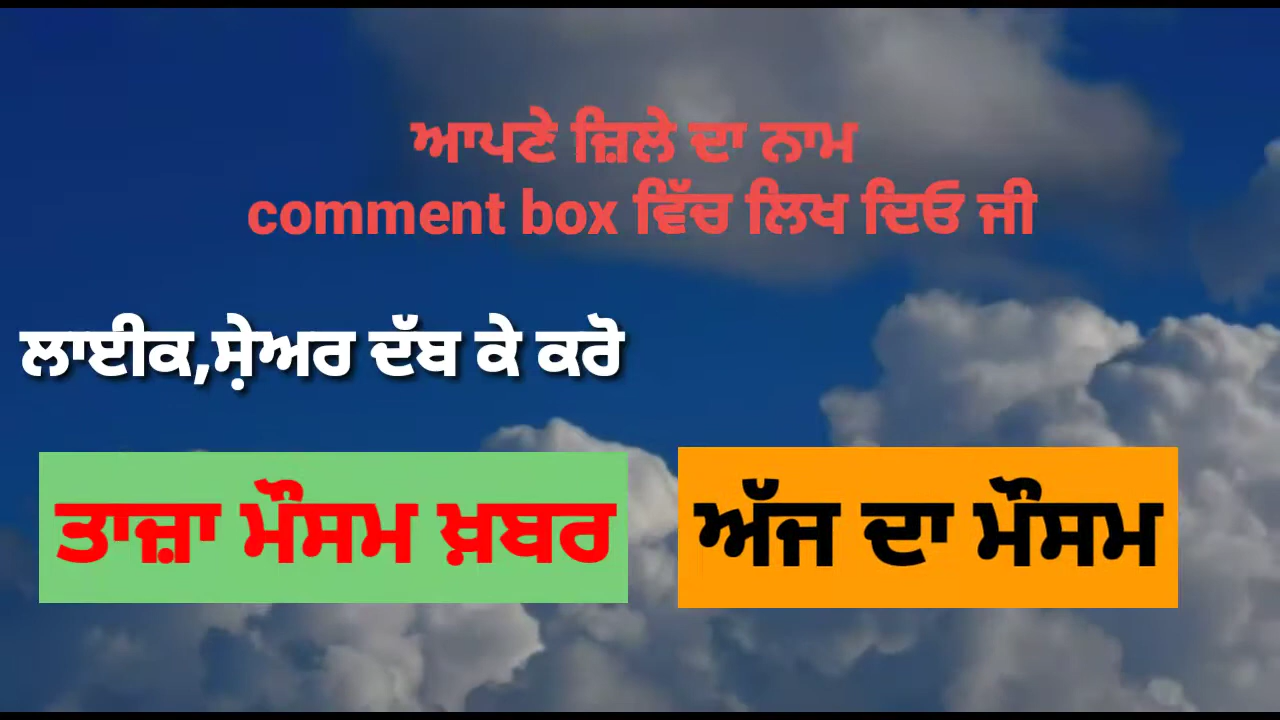 ਆਪਣੇ ਜ਼ਿਲੇ ਦਾ ਨਾਮ
comment box ਵਿੱਚ ਲਿਖ ਦਿਓ ਜੀ
ਲਾਈਕ,ਸ਼ੇਅਰ ਦੱਬ ਕੇ ਕਰੋ
ਤਾਜ਼ਾ ਮੌਸਮ ਖ਼ਬਰ
ਅੱਜ ਦਾ ਮੌਸਮ